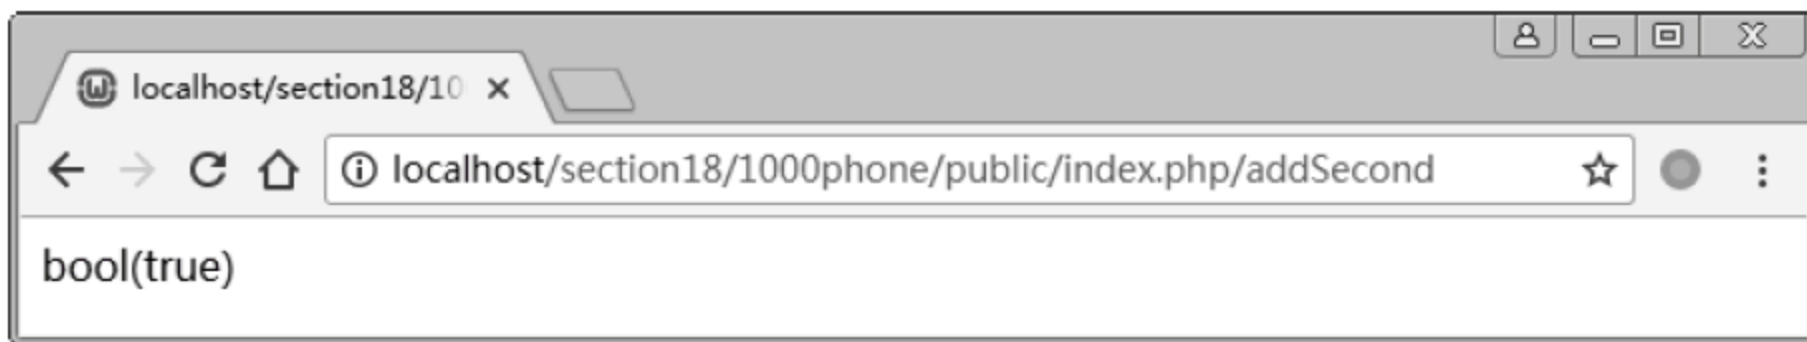 localhost/section18/10
localhost/section18/1000phone/public/index.php/addSecond
bool(true)